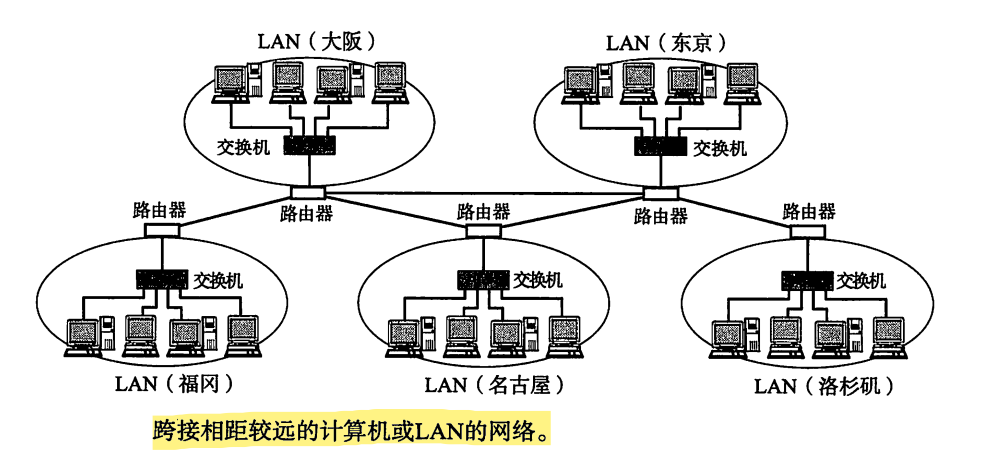 LAN（大阪）
LAN（东京）
交换机
交换机
路由器
路由器
路由器
路由器
路由器
交换机
交换机
交换机
LAN（福冈）
LAN（名古屋）
LAN（洛杉矶）
跨接相距较远的计算机或LAN的网络。